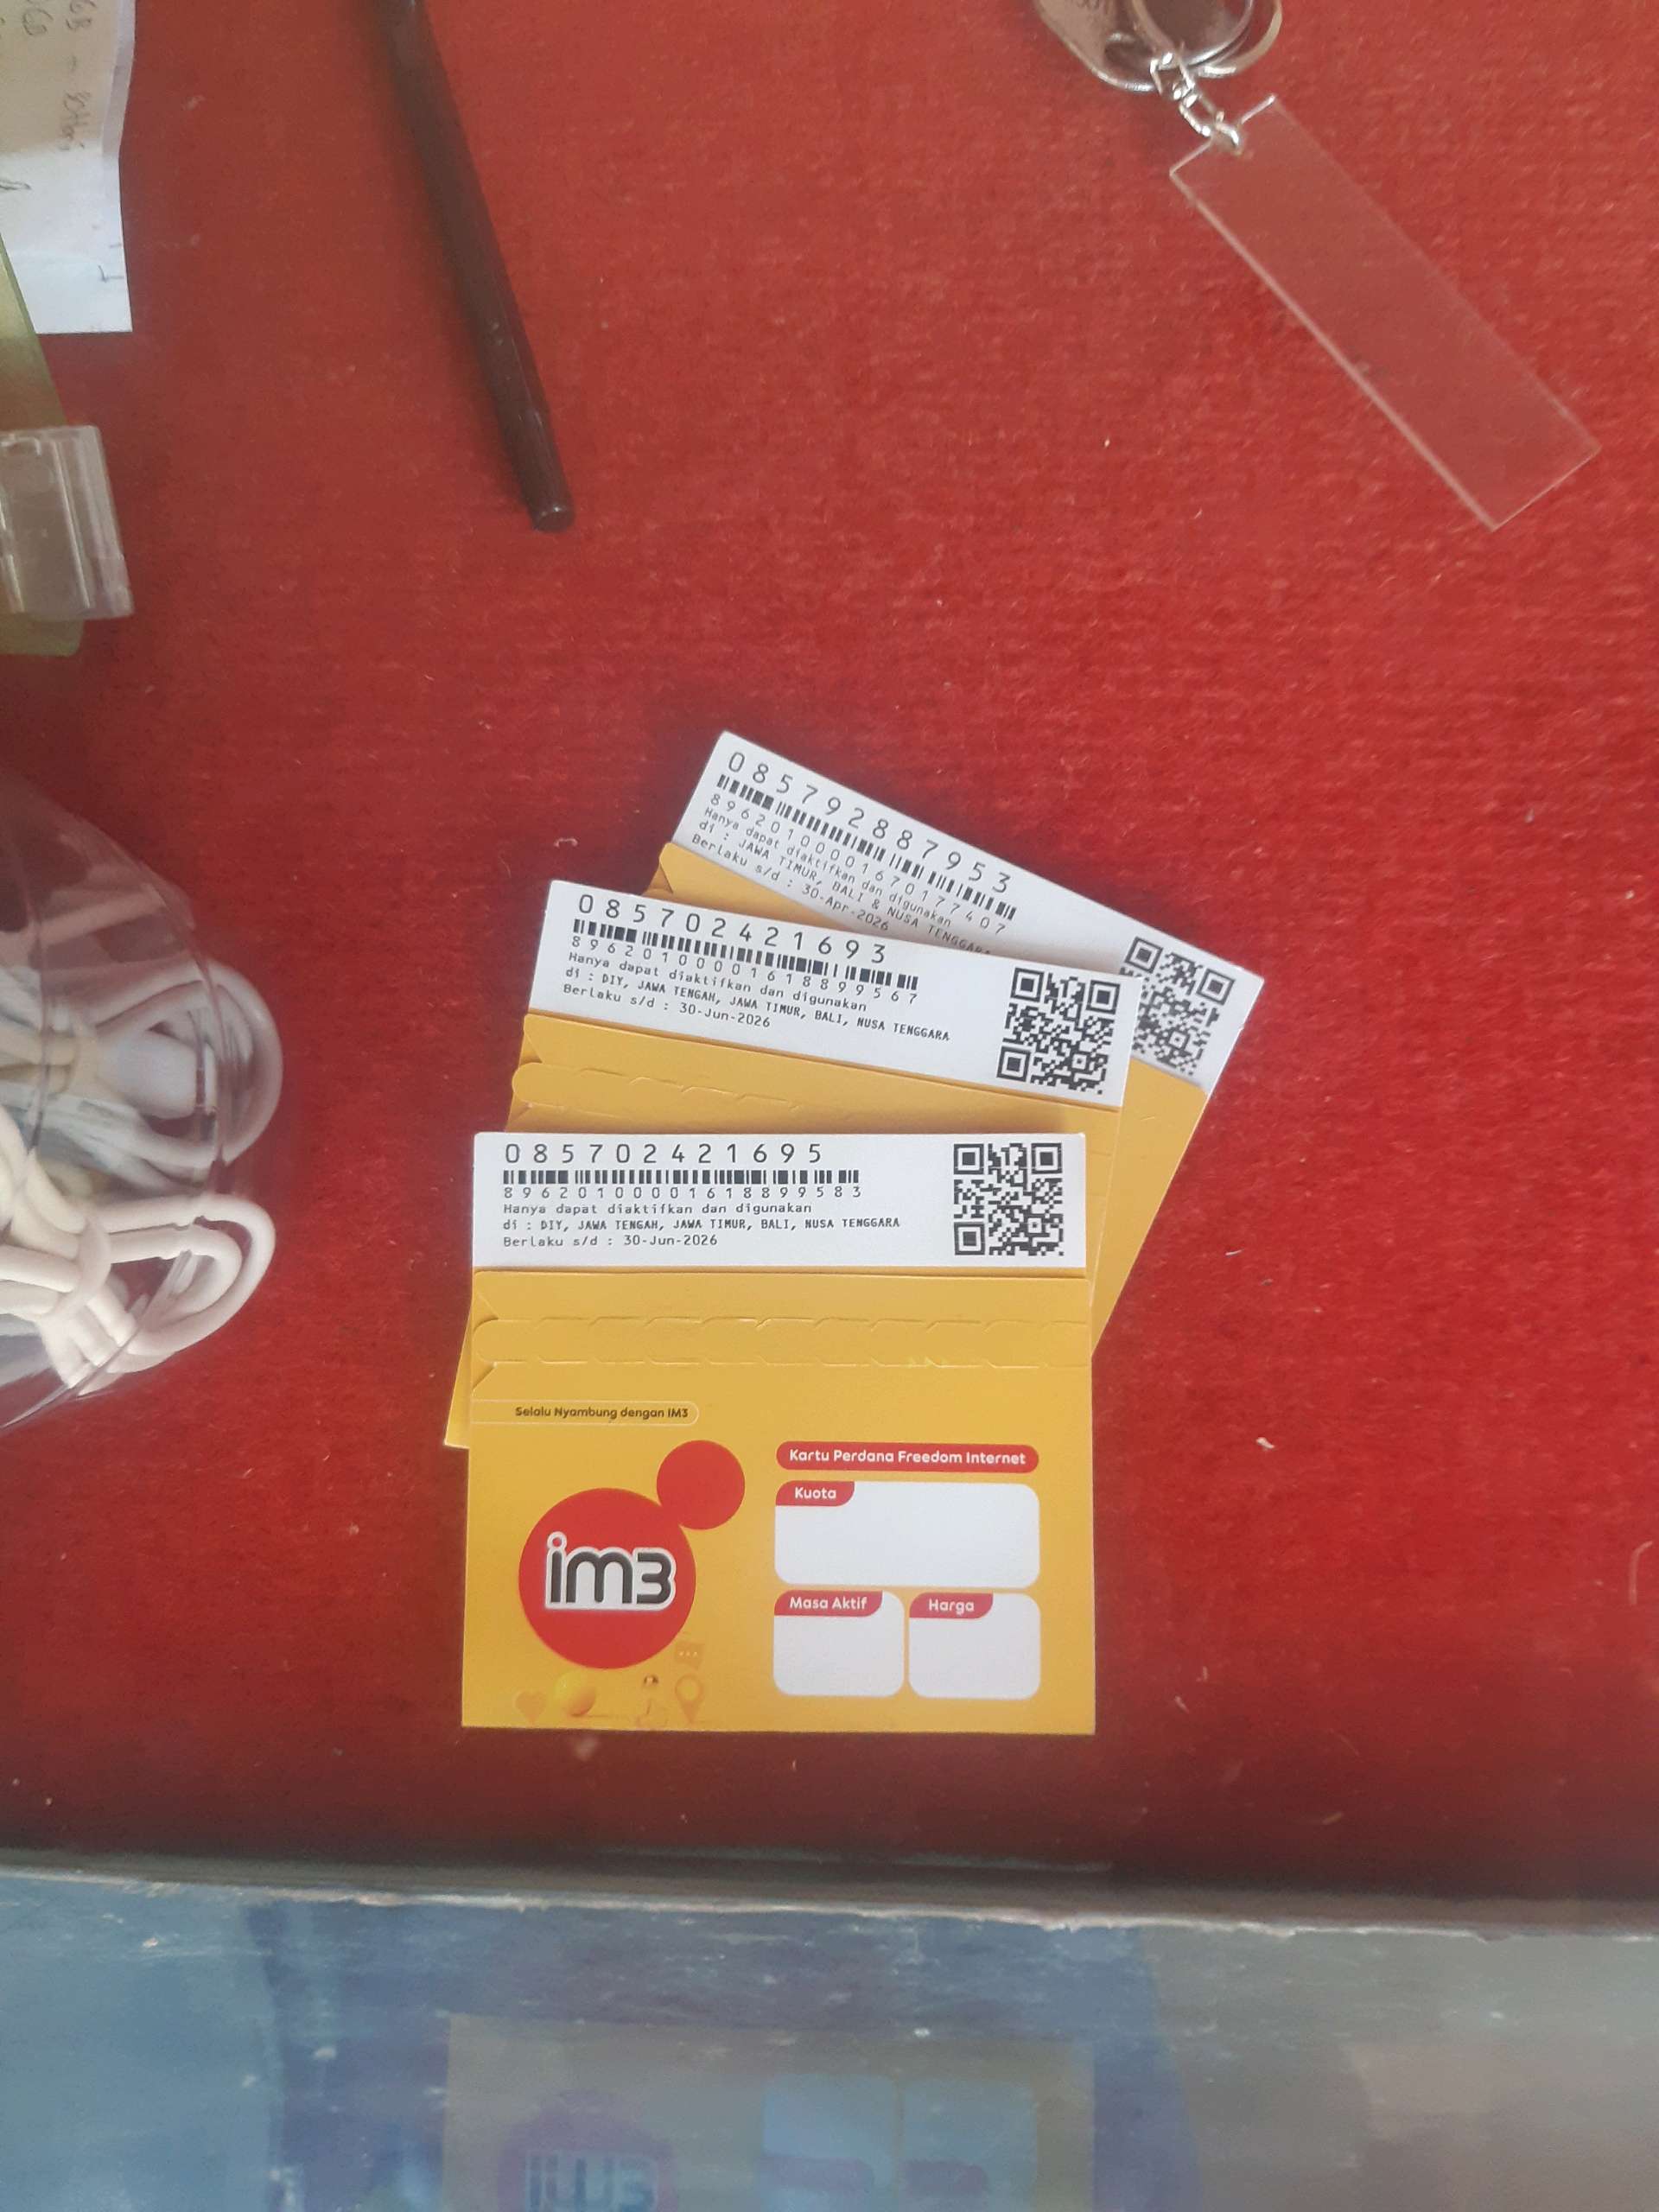 085792887953
8962010000167017407
Hanya dapat diaktifkan dan digunakan
di : JAWA TIMUR, BALI & NUSA TENGGARA
Berlaku s/d : 30-Apr-2026
085702421693
89620100001618899567
Hanya dapat diaktifkan dan digunakan
di : DIY, JAWA TENGAH, JAWA TIMUR, BALI, NUSA TENGGARA
Berlaku s/d : 30-Jun-2026
085702421695
89620100001618899583
Hanya dapat diaktifkan dan digunakan
di : DIY, JAWA TENGAH, JAWA TIMUR, BALI, NUSA TENGGARA
Berlaku s/d : 30-Jun-2026
Selalu Nyambung dengan IM3
im3
Kartu Perdana Freedom Internet
Kuota
Masa Aktif
Harga